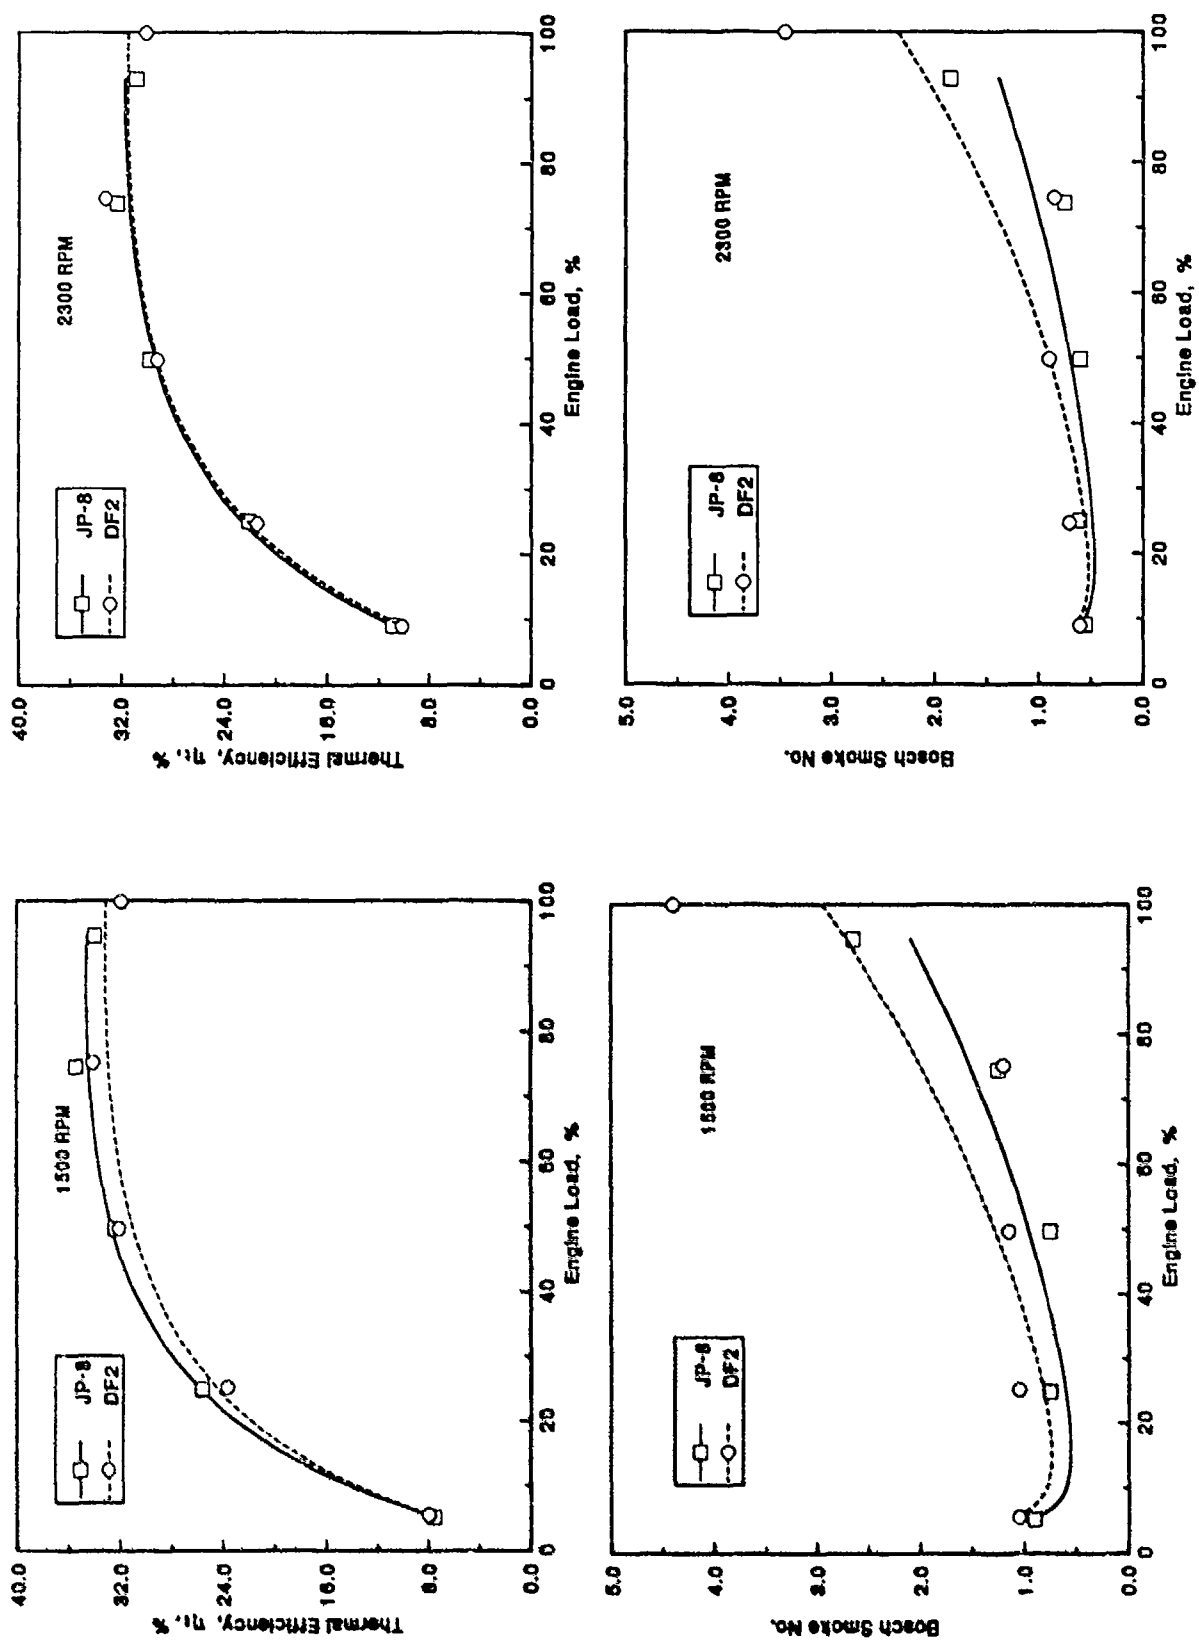 40.0
32.0
24.0
16.0
8.0
0.0
Thermal Efficiency, ηt, %
1500 RPM
JP-8
DF2
0 20 40 60 80 100
Engine Load, %
5.0
4.0
3.0
2.0
1.0
0.0
Bosch Smoke No.
1500 RPM
JP-8
DF2
0 20 40 60 80 100
Engine Load, %
40.0
32.0
24.0
16.0
8.0
0.0
Thermal Efficiency, ηt, %
2300 RPM
JP-8
DF2
0 20 40 60 80 100
Engine Load, %
5.0
4.0
3.0
2.0
1.0
0.0
Bosch Smoke No.
2300 RPM
JP-8
DF2
0 20 40 60 80 100
Engine Load, %